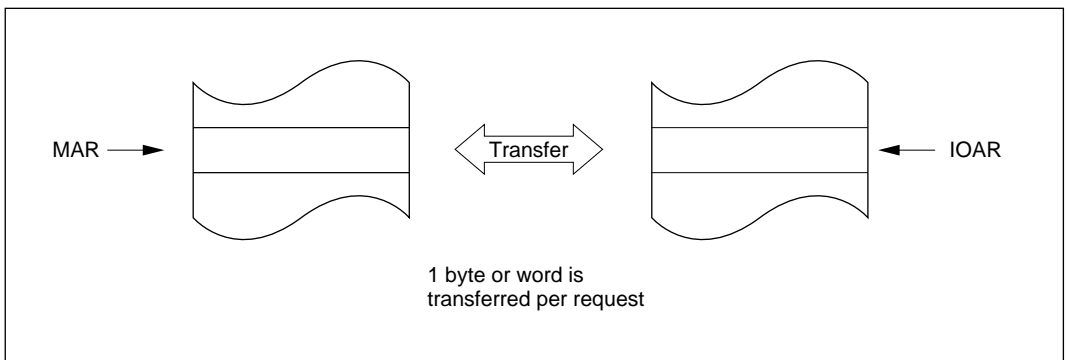 MAR
Transfer
IOAR
1 byte or word is
transferred per request